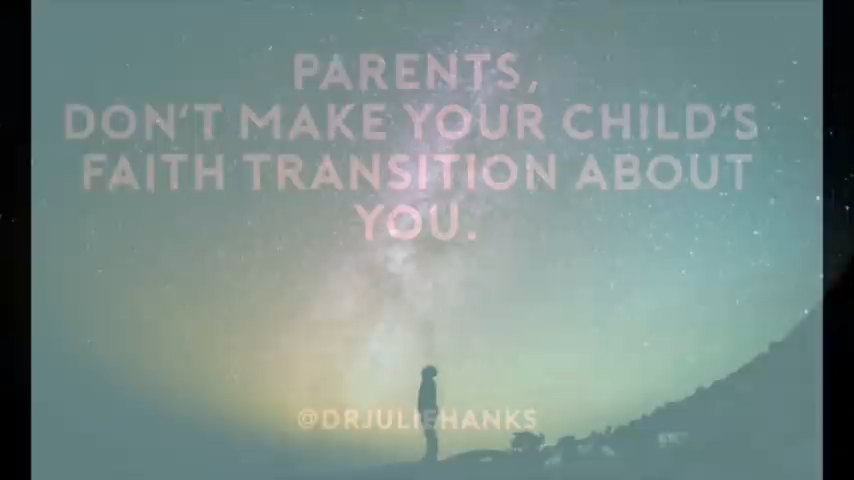 PARENTS,
DON'T MAKE YOUR CHILD'S
FAITH TRANSITION ABOUT
YOU.
@DRJULIEHANKS